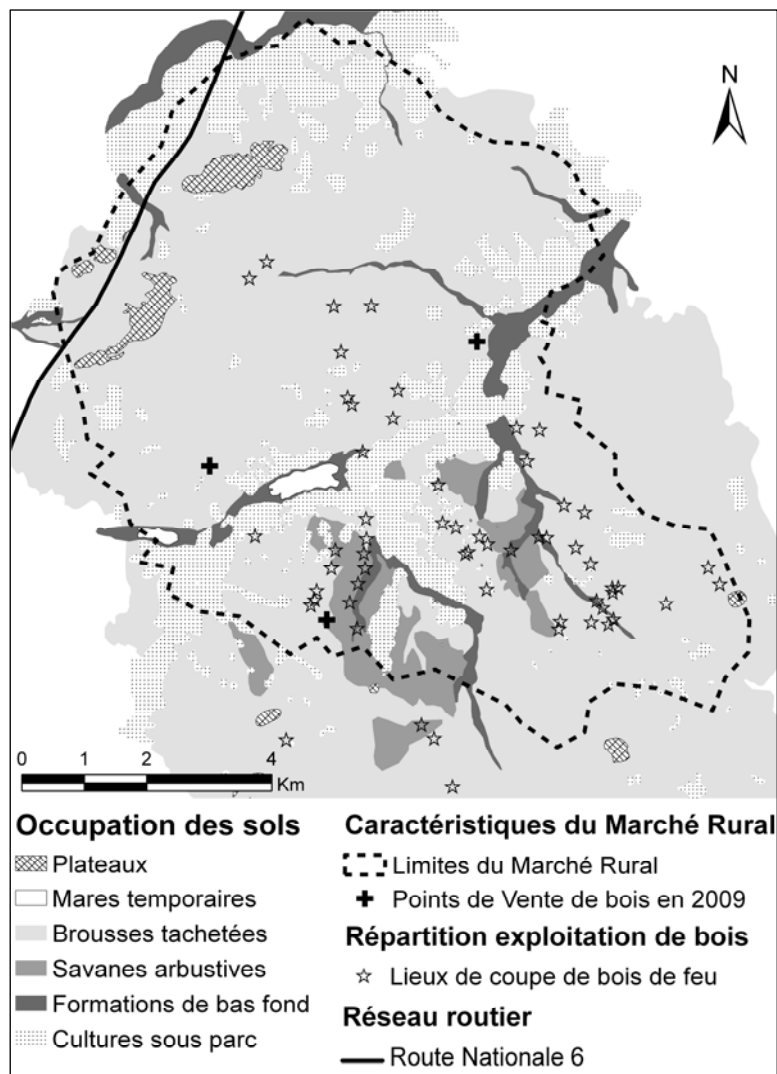 N
0 1 2 4
Km
Occupation des sols
Plateaux
Mares temporaires
Brousses tachetées
Savanes arbustives
Formations de bas fond
Cultures sous parc
Caractéristiques du Marché Rural
Limites du Marché Rural
Points de Vente de bois en 2009
Répartition exploitation de bois
Lieux de coupe de bois de feu
Réseau routier
Route Nationale 6